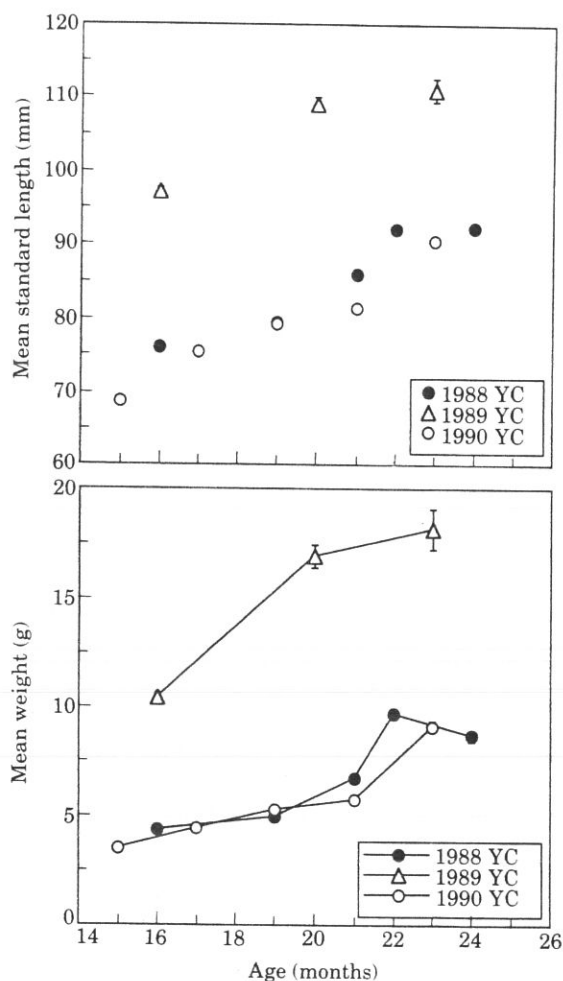 120
110
100
90
80
70
60
Mean standard length (mm)
1988 YC
1989 YC
1990 YC
20
15
10
5
0
Mean weight (g)
1988 YC
1989 YC
1990 YC
14 16 18 20 22 24 26
Age (months)